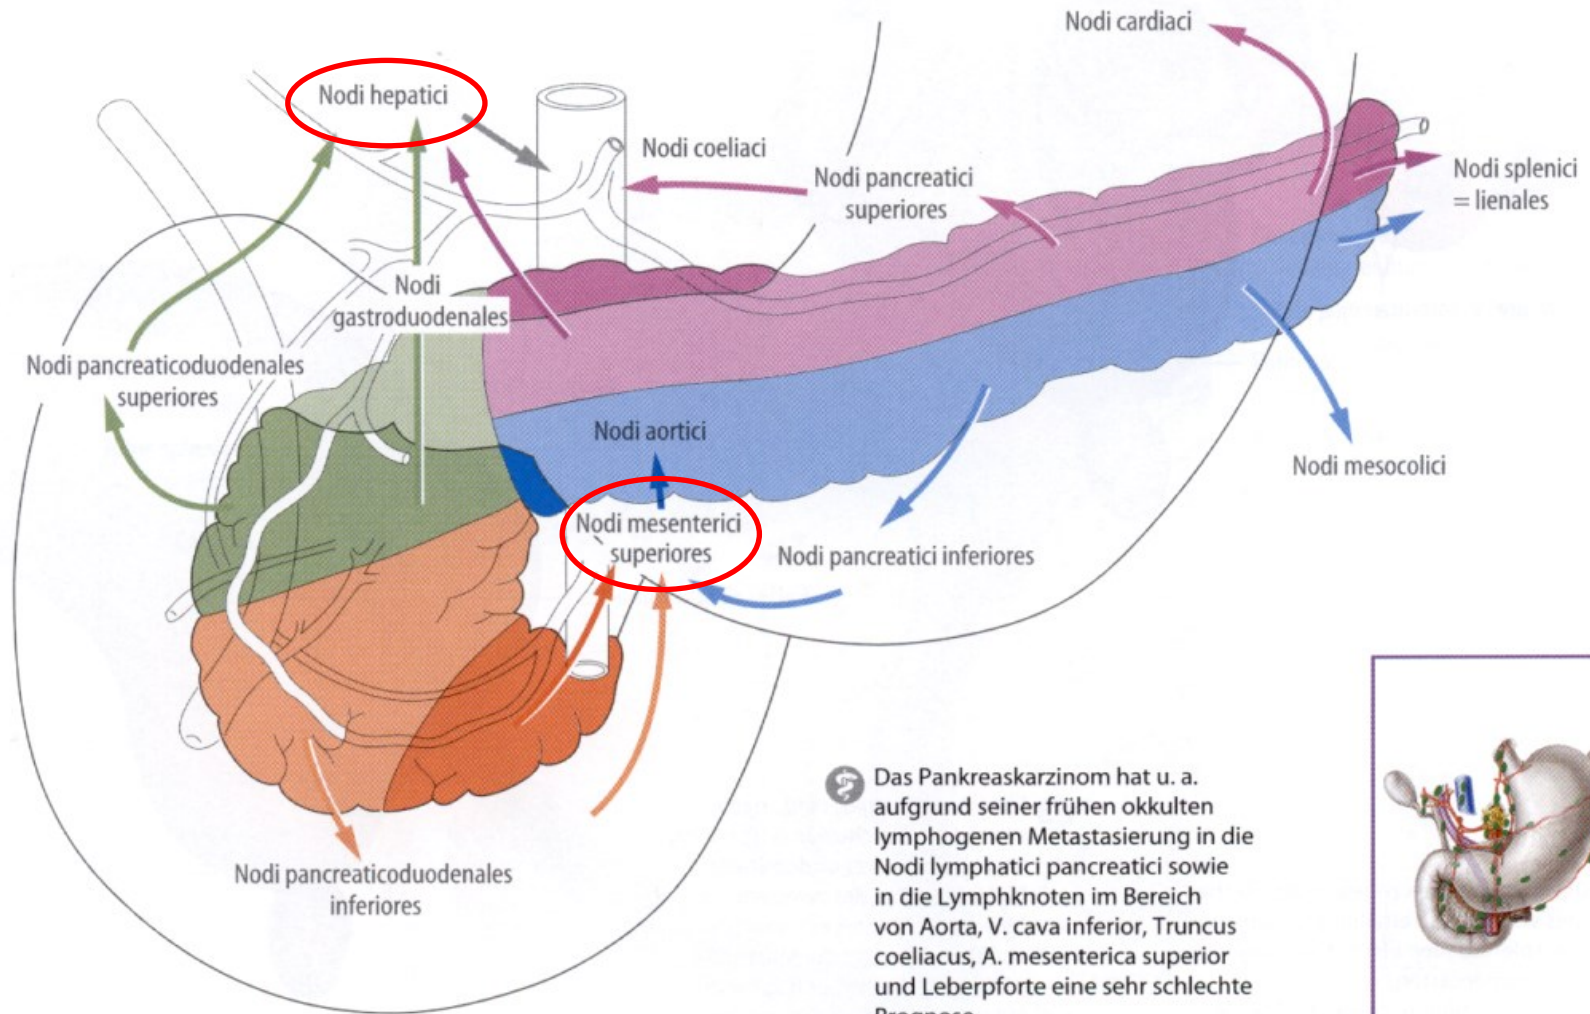 Nodi cardiaci
Nodi hepatici
Nodi coeliaci
Nodi pancreatici
superiores
Nodi splenici
= lienales
Nodi
gastroduodenales
Nodi pancreaticoduodenales
superiores
Nodi aortici
Nodi mesocolici
Nodi mesenterici
superiores
Nodi pancreatici inferiores
Nodi pancreaticoduodenales
inferiores
Das Pankreaskarzinom hat u. a.
aufgrund seiner frühen okkulten
lymphogenen Metastasierung in die
Nodi lymphatici pancreatici sowie
in die Lymphknoten im Bereich
von Aorta, V. cava inferior, Truncus
coeliacus, A. mesenterica superior
und Leberpforte eine sehr schlechte